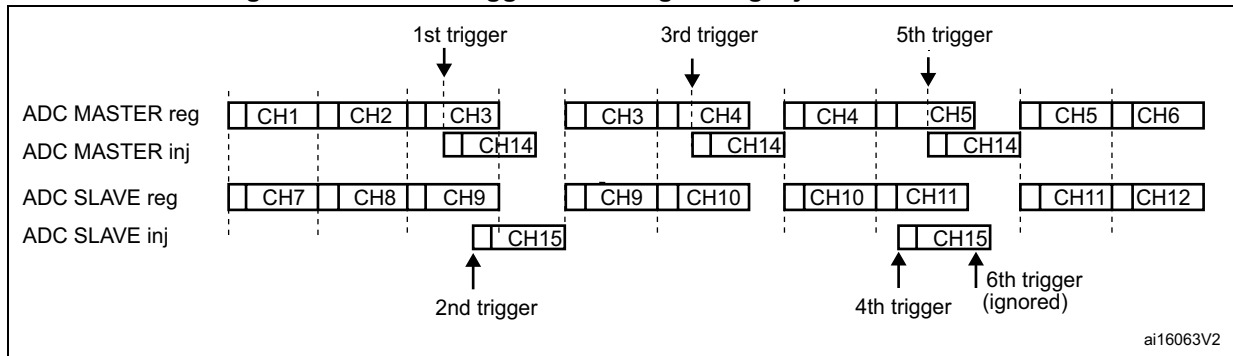 1st trigger 3rd trigger 5th trigger
ADC MASTER reg CH1 CH2 CH3 CH3 CH4 CH4 CH5 CH5 CH6
ADC MASTER inj CH14 CH14 CH14
ADC SLAVE reg CH7 CH8 CH9 CH9 CH10 CH10 CH11 CH11 CH12
ADC SLAVE inj CH15 CH15
2nd trigger 4th trigger 6th trigger
(ignored)
ai16063V2